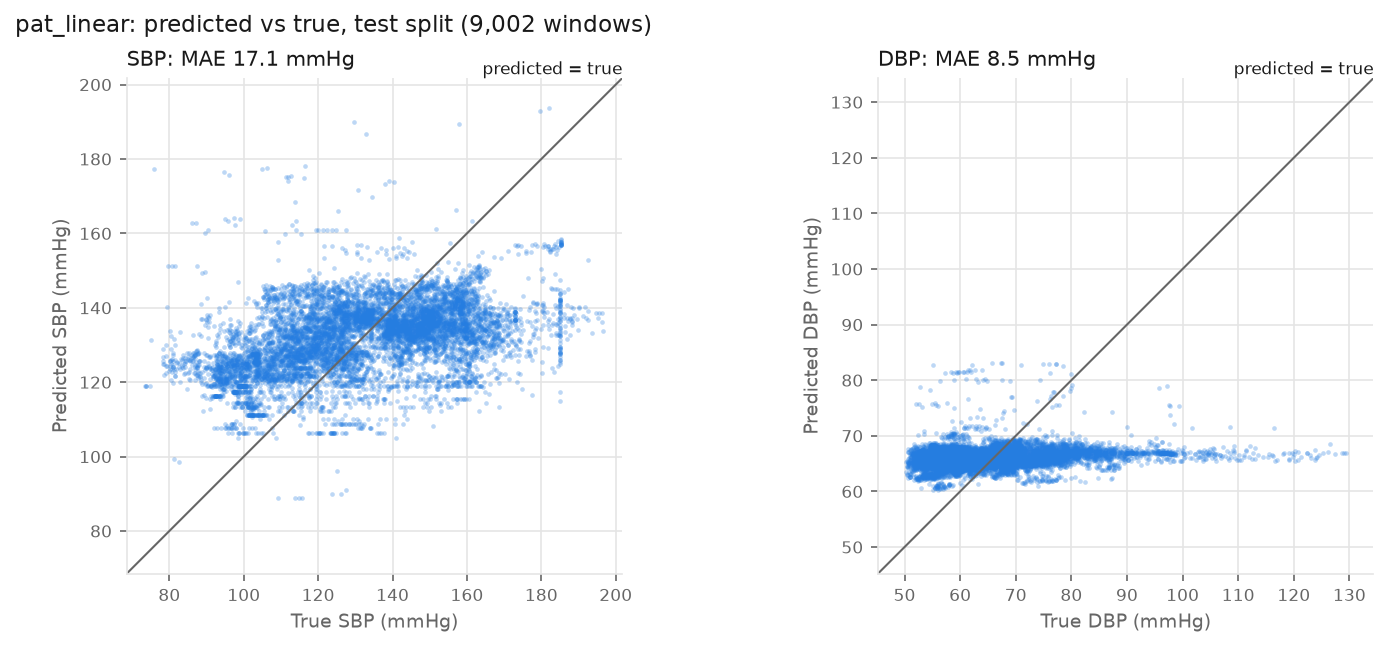 pat_linear: predicted vs true, test split (9,002 windows)
SBP: MAE 17.1 mmHg
predicted = true
200
180
160
140
120
100
80
Predicted SBP (mmHg)
80 100 120 140 160 180 200
True SBP (mmHg)
DBP: MAE 8.5 mmHg
predicted = true
130
120
110
100
90
80
70
60
50
Predicted DBP (mmHg)
50 60 70 80 90 100 110 120 130
True DBP (mmHg)